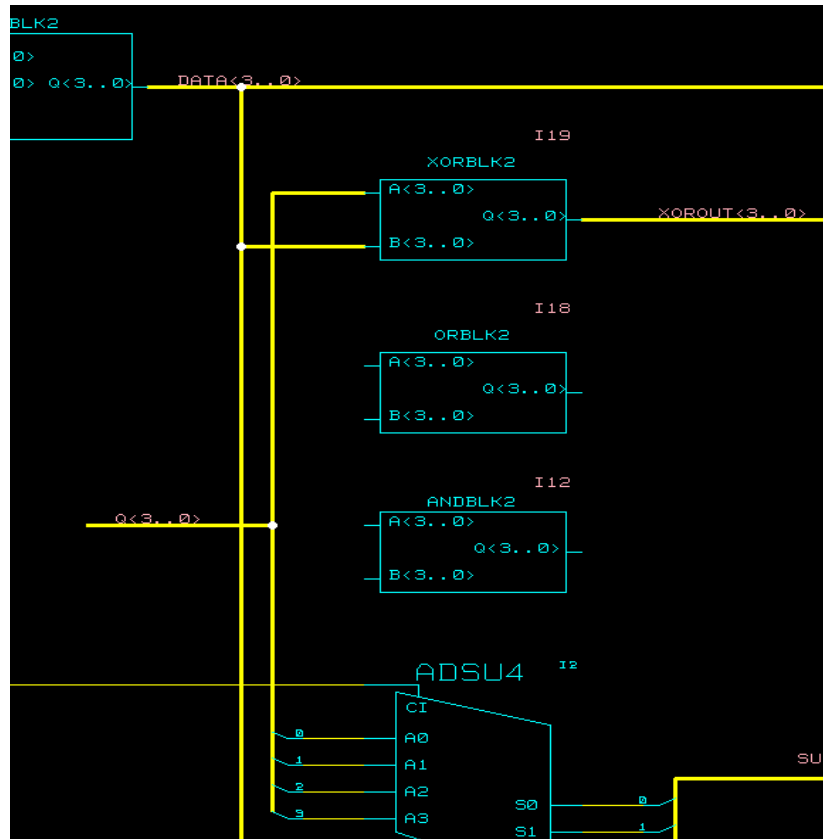 BLK2
0>
0> Q<3..0>
DATA<3..0>
I19
XORBLK2
A<3..0>
Q<3..0>
B<3..0>
XOROUT<3..0>
I18
ORBLK2
A<3..0>
Q<3..0>
B<3..0>
I12
ANDBLK2
A<3..0>
Q<3..0>
B<3..0>
Q<3..0>
ADSU4 I2
CI
0 A0
1 A1
2 A2
3 A3
SU
S0 0
S1 1